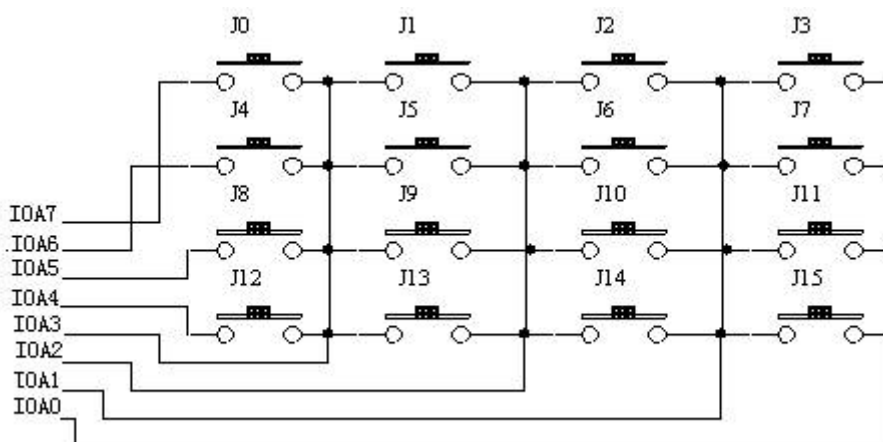 J0 J1 J2 J3
J4 J5 J6 J7
J8 J9 J10 J11
IOA7
IOA6
IOA5
J12 J13 J14 J15
IOA4
IOA3
IOA2
IOA1
IOA0